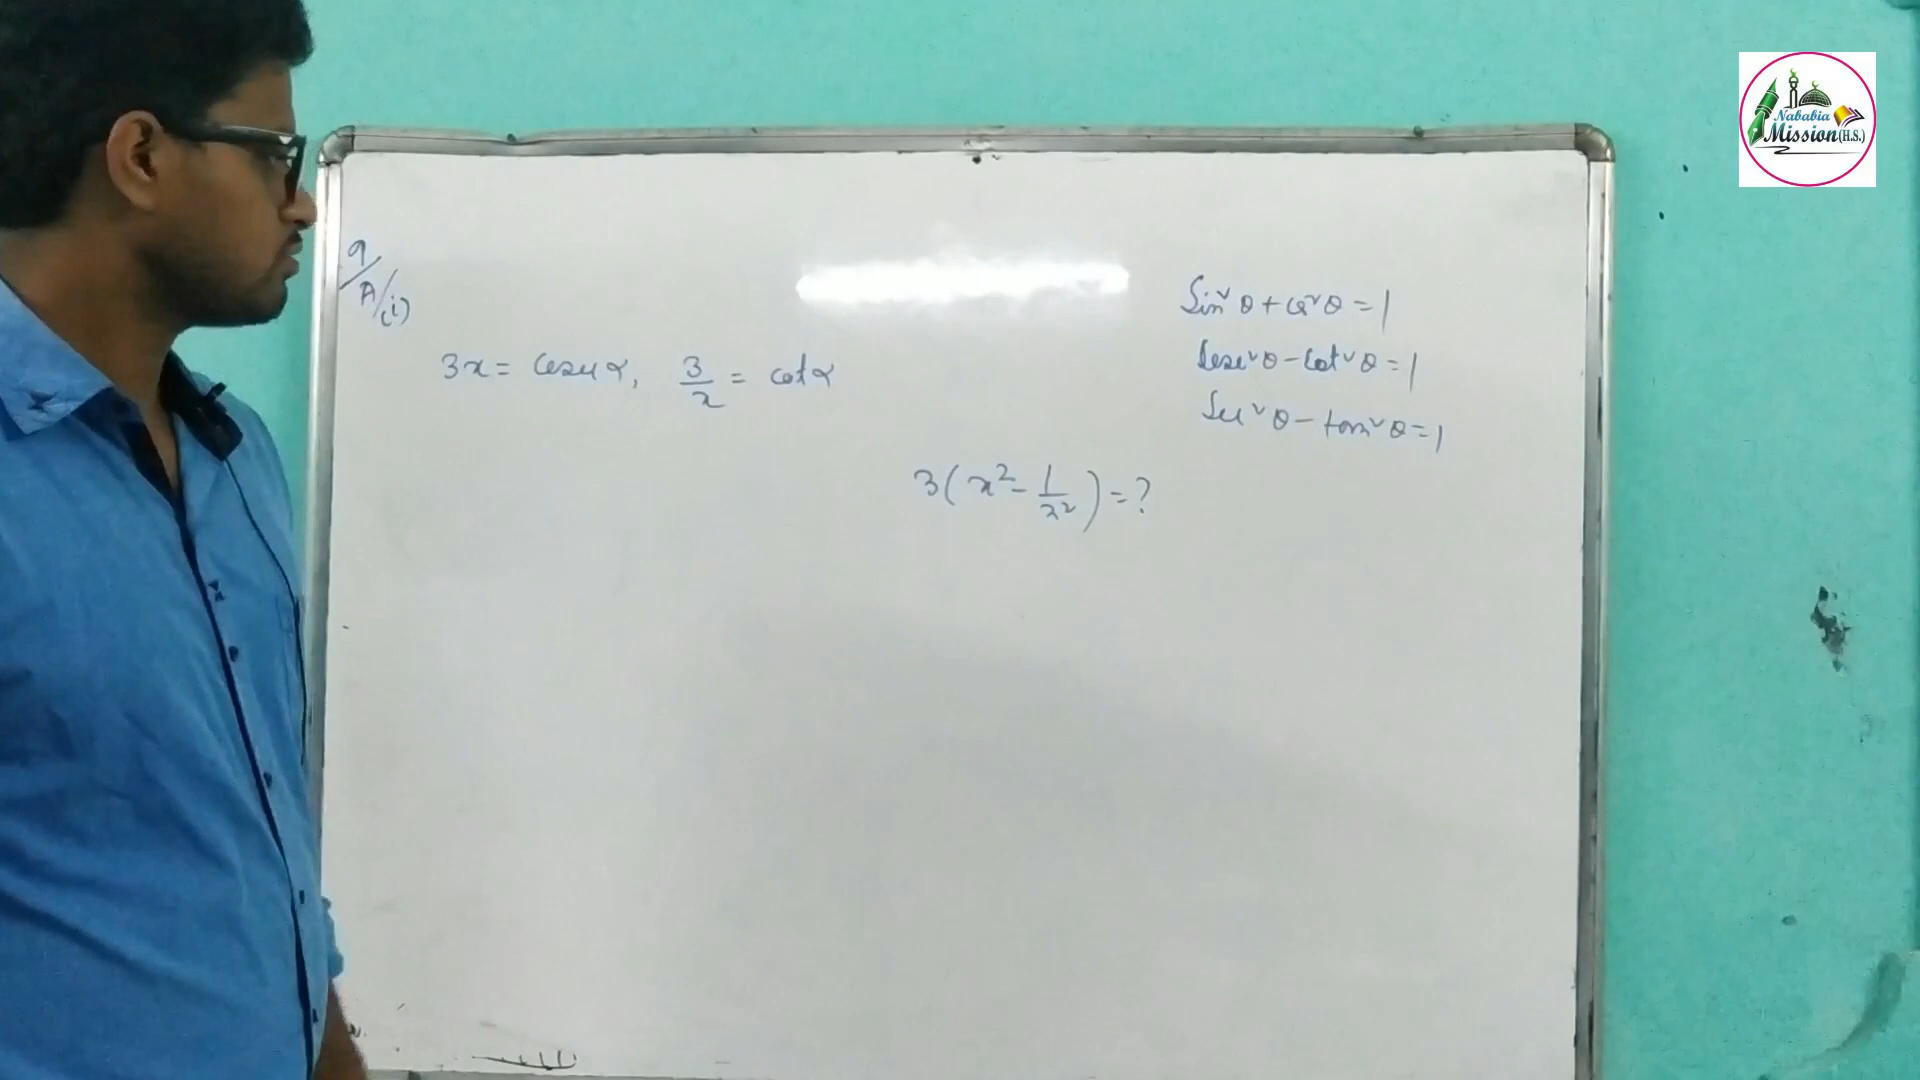 Nababia
Mission(H.S.)
9/A/(i)
3x = cosec α, 3/x = cot α
Sin²θ + cos²θ = 1
Cosec²θ - Cot²θ = 1
Sec²θ - tan²θ = 1
3(x² - 1/x²) = ?